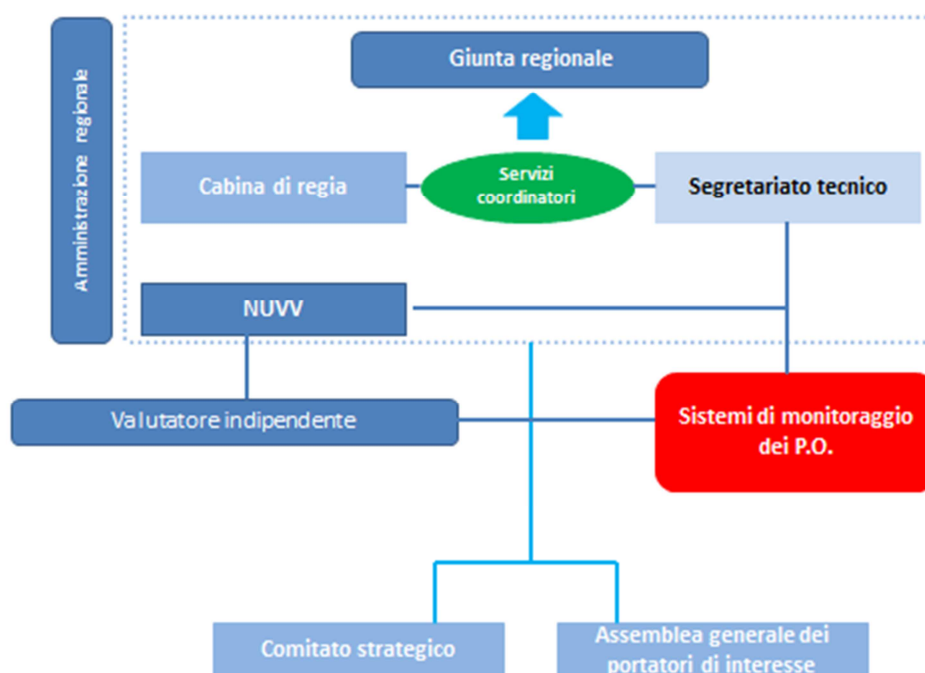 Amministrazione regionale
Giunta regionale
Cabina di regia
Servizi
coordinatori
Segretariato tecnico
NUVV
Valutatore indipendente
Sistemi di monitoraggio
dei P.O.
Comitato strategico
Assemblea generale dei
portatori di interesse